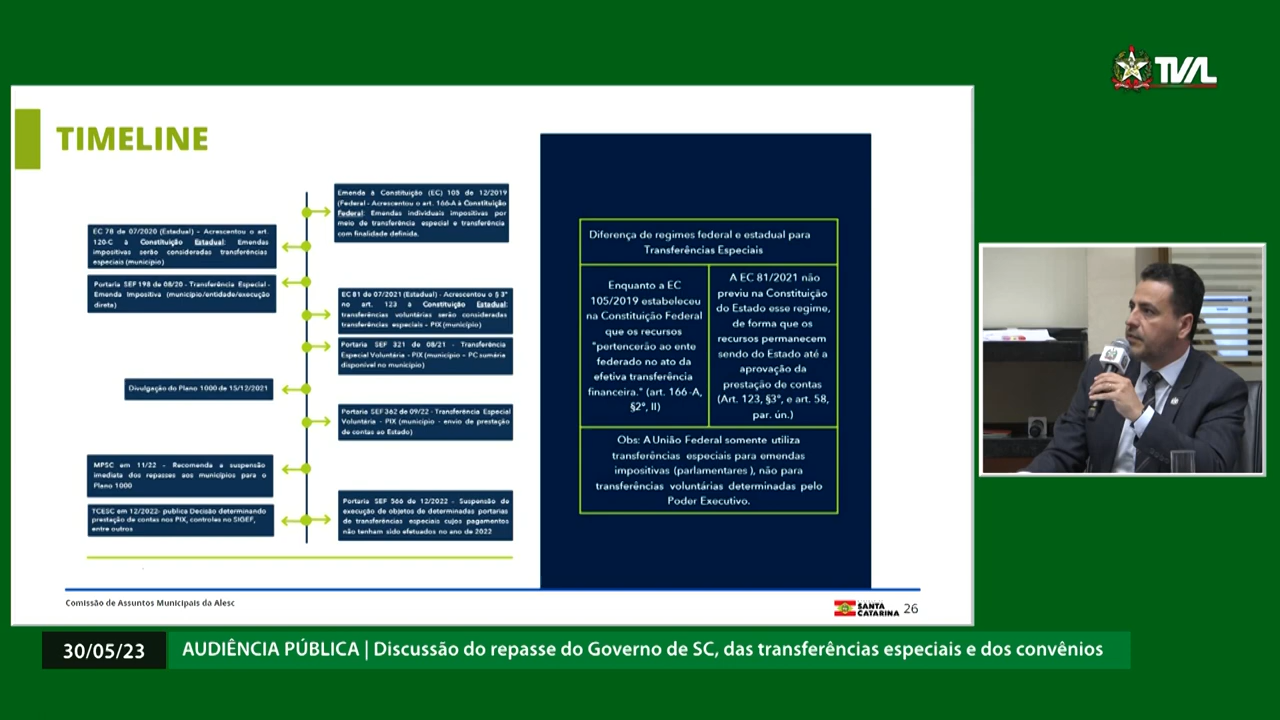 TVAL
TIMELINE
Emenda à Constituição (EC) 105 de 12/2019
(Federal - Acrescentou o art. 166-A à Constituição
Federal: Emendas individuais impositivas por
meio de transferência especial e transferência
com finalidade definida.
EC 78 de 07/2020 (Estadual) – Acrescentou o art.
120-C à Constituição Estadual: Emendas
impositivas serão consideradas transferências
especiais (município)
Portaria SEF 198 de 08/20 - Transferência Especial -
Emenda Impositiva (município/entidade/execução
direta)
EC 81 de 07/2021 (Estadual) - Acrescentou o § 3º
no art. 123 à Constituição Estadual:
transferências voluntárias serão consideradas
transferências especiais – PIX (município)
Portaria SEF 321 de 08/21 - Transferência
Especial Voluntária - PIX (município – PC sumária
disponível no município)
Divulgação do Plano 1000 de 15/12/2021
Portaria SEF 362 de 09/22 - Transferência Especial
Voluntária - PIX (município - envio de prestação
de contas ao Estado)
MPSC em 11/22 - Recomenda a suspensão
imediata dos repasses aos municípios para o
Plano 1000
TCESC em 12/2022- publica Decisão determinando
prestação de contas nos PIX, controles no SIGEF,
entre outros
Portaria SEF 566 de 12/2022 - Suspensão de
execução de objetos de determinadas portarias
de transferências especiais cujos pagamentos
não tenham sido efetuados no ano de 2022
Diferença de regimes federal e estadual para
Transferências Especiais
Enquanto a EC
105/2019 estabeleceu
na Constituição Federal
que os recursos
"pertencerão ao ente
federado no ato da
efetiva transferência
financeira." (art. 166-A,
§2º, II)
A EC 81/2021 não
previu na Constituição
do Estado esse regime,
de forma que os
recursos permanecem
sendo do Estado até a
aprovação da
prestação de contas
(Art. 123, §3º, e art. 58,
par. ún.)
Obs: A União Federal somente utiliza
transferências especiais para emendas
impositivas (parlamentares ), não para
transferências voluntárias determinadas pelo
Poder Executivo.
Comissão de Assuntos Municipais da Alesc
SANTA
CATARINA
26
30/05/23
AUDIÊNCIA PÚBLICA | Discussão do repasse do Governo de SC, das transferências especiais e dos convênios